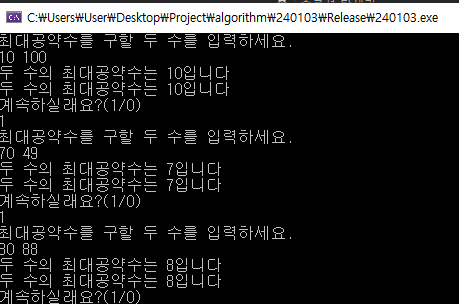 C:\Users\User\Desktop\Project\algorithm\240103\Release\240103.exe
최대공약수를 구할 두 수를 입력하세요.
10 100
두 수의 최대공약수는 10입니다
두 수의 최대공약수는 10입니다
계속하실래요?(1/0)
1
최대공약수를 구할 두 수를 입력하세요.
70 49
두 수의 최대공약수는 7입니다
두 수의 최대공약수는 7입니다
계속하실래요?(1/0)
1
최대공약수를 구할 두 수를 입력하세요.
80 88
두 수의 최대공약수는 8입니다
두 수의 최대공약수는 8입니다
계속하실래요?(1/0)